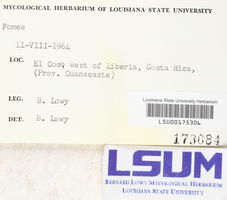 MYCOLOGICAL HERBARIUM OF LOUISIANA STATE UNIVERSITY
Fomes
11-VIII-1964
LOC. El Coco west of Liberia, Costa Rica,
(Prov. Guanacaste)
LEG. B. Lowy
DET. B. Lowy
Louisiana State University Herbarium
LSU00175304
173084
LSUM
BERNARD LOWY MYCOLOGICAL HERBARIUM
LOUISIANA STATE UNIVERSITY